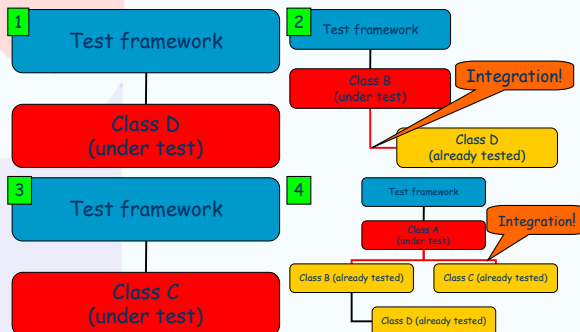 1
Test framework
Class D
(under test)
2
Test framework
Class B
(under test)
Integration!
Class D
(already tested)
3
Test framework
Class C
(under test)
4
Test framework
Class A
(under test)
Integration!
Class B (already tested)
Class C (already tested)
Class D (already tested)